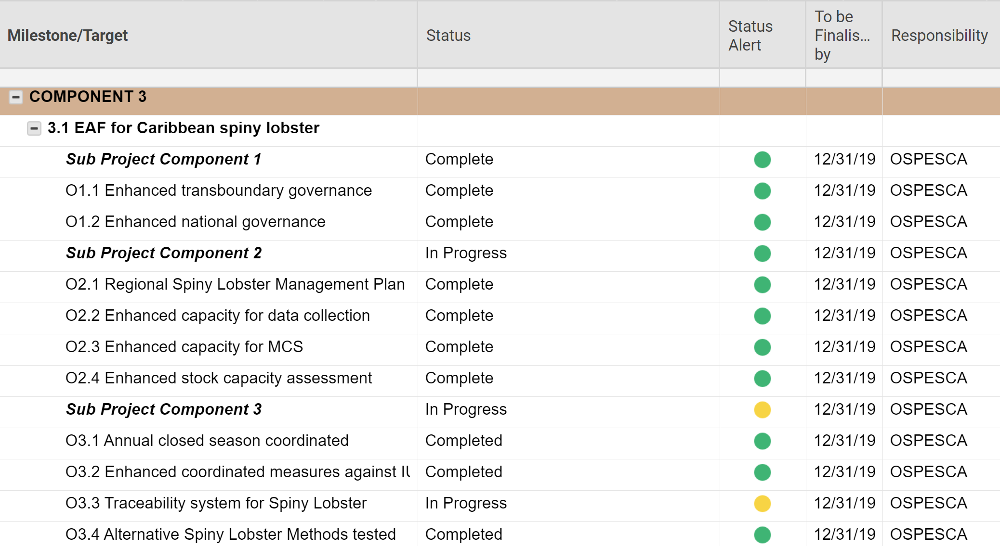 Milestone/Target Status Status Alert To be Finalis... by Responsibility
COMPONENT 3
3.1 EAF for Caribbean spiny lobster
Sub Project Component 1 Complete 12/31/19 OSPESCA
O1.1 Enhanced transboundary governance Complete 12/31/19 OSPESCA
O1.2 Enhanced national governance Complete 12/31/19 OSPESCA
Sub Project Component 2 In Progress 12/31/19 OSPESCA
O2.1 Regional Spiny Lobster Management Plan Complete 12/31/19 OSPESCA
O2.2 Enhanced capacity for data collection Complete 12/31/19 OSPESCA
O2.3 Enhanced capacity for MCS Complete 12/31/19 OSPESCA
O2.4 Enhanced stock capacity assessment Complete 12/31/19 OSPESCA
Sub Project Component 3 In Progress 12/31/19 OSPESCA
O3.1 Annual closed season coordinated Completed 12/31/19 OSPESCA
O3.2 Enhanced coordinated measures against Completed 12/31/19 OSPESCA
O3.3 Traceability system for Spiny Lobster In Progress 12/31/19 OSPESCA
O3.4 Alternative Spiny Lobster Methods tested Completed 12/31/19 OSPESCA